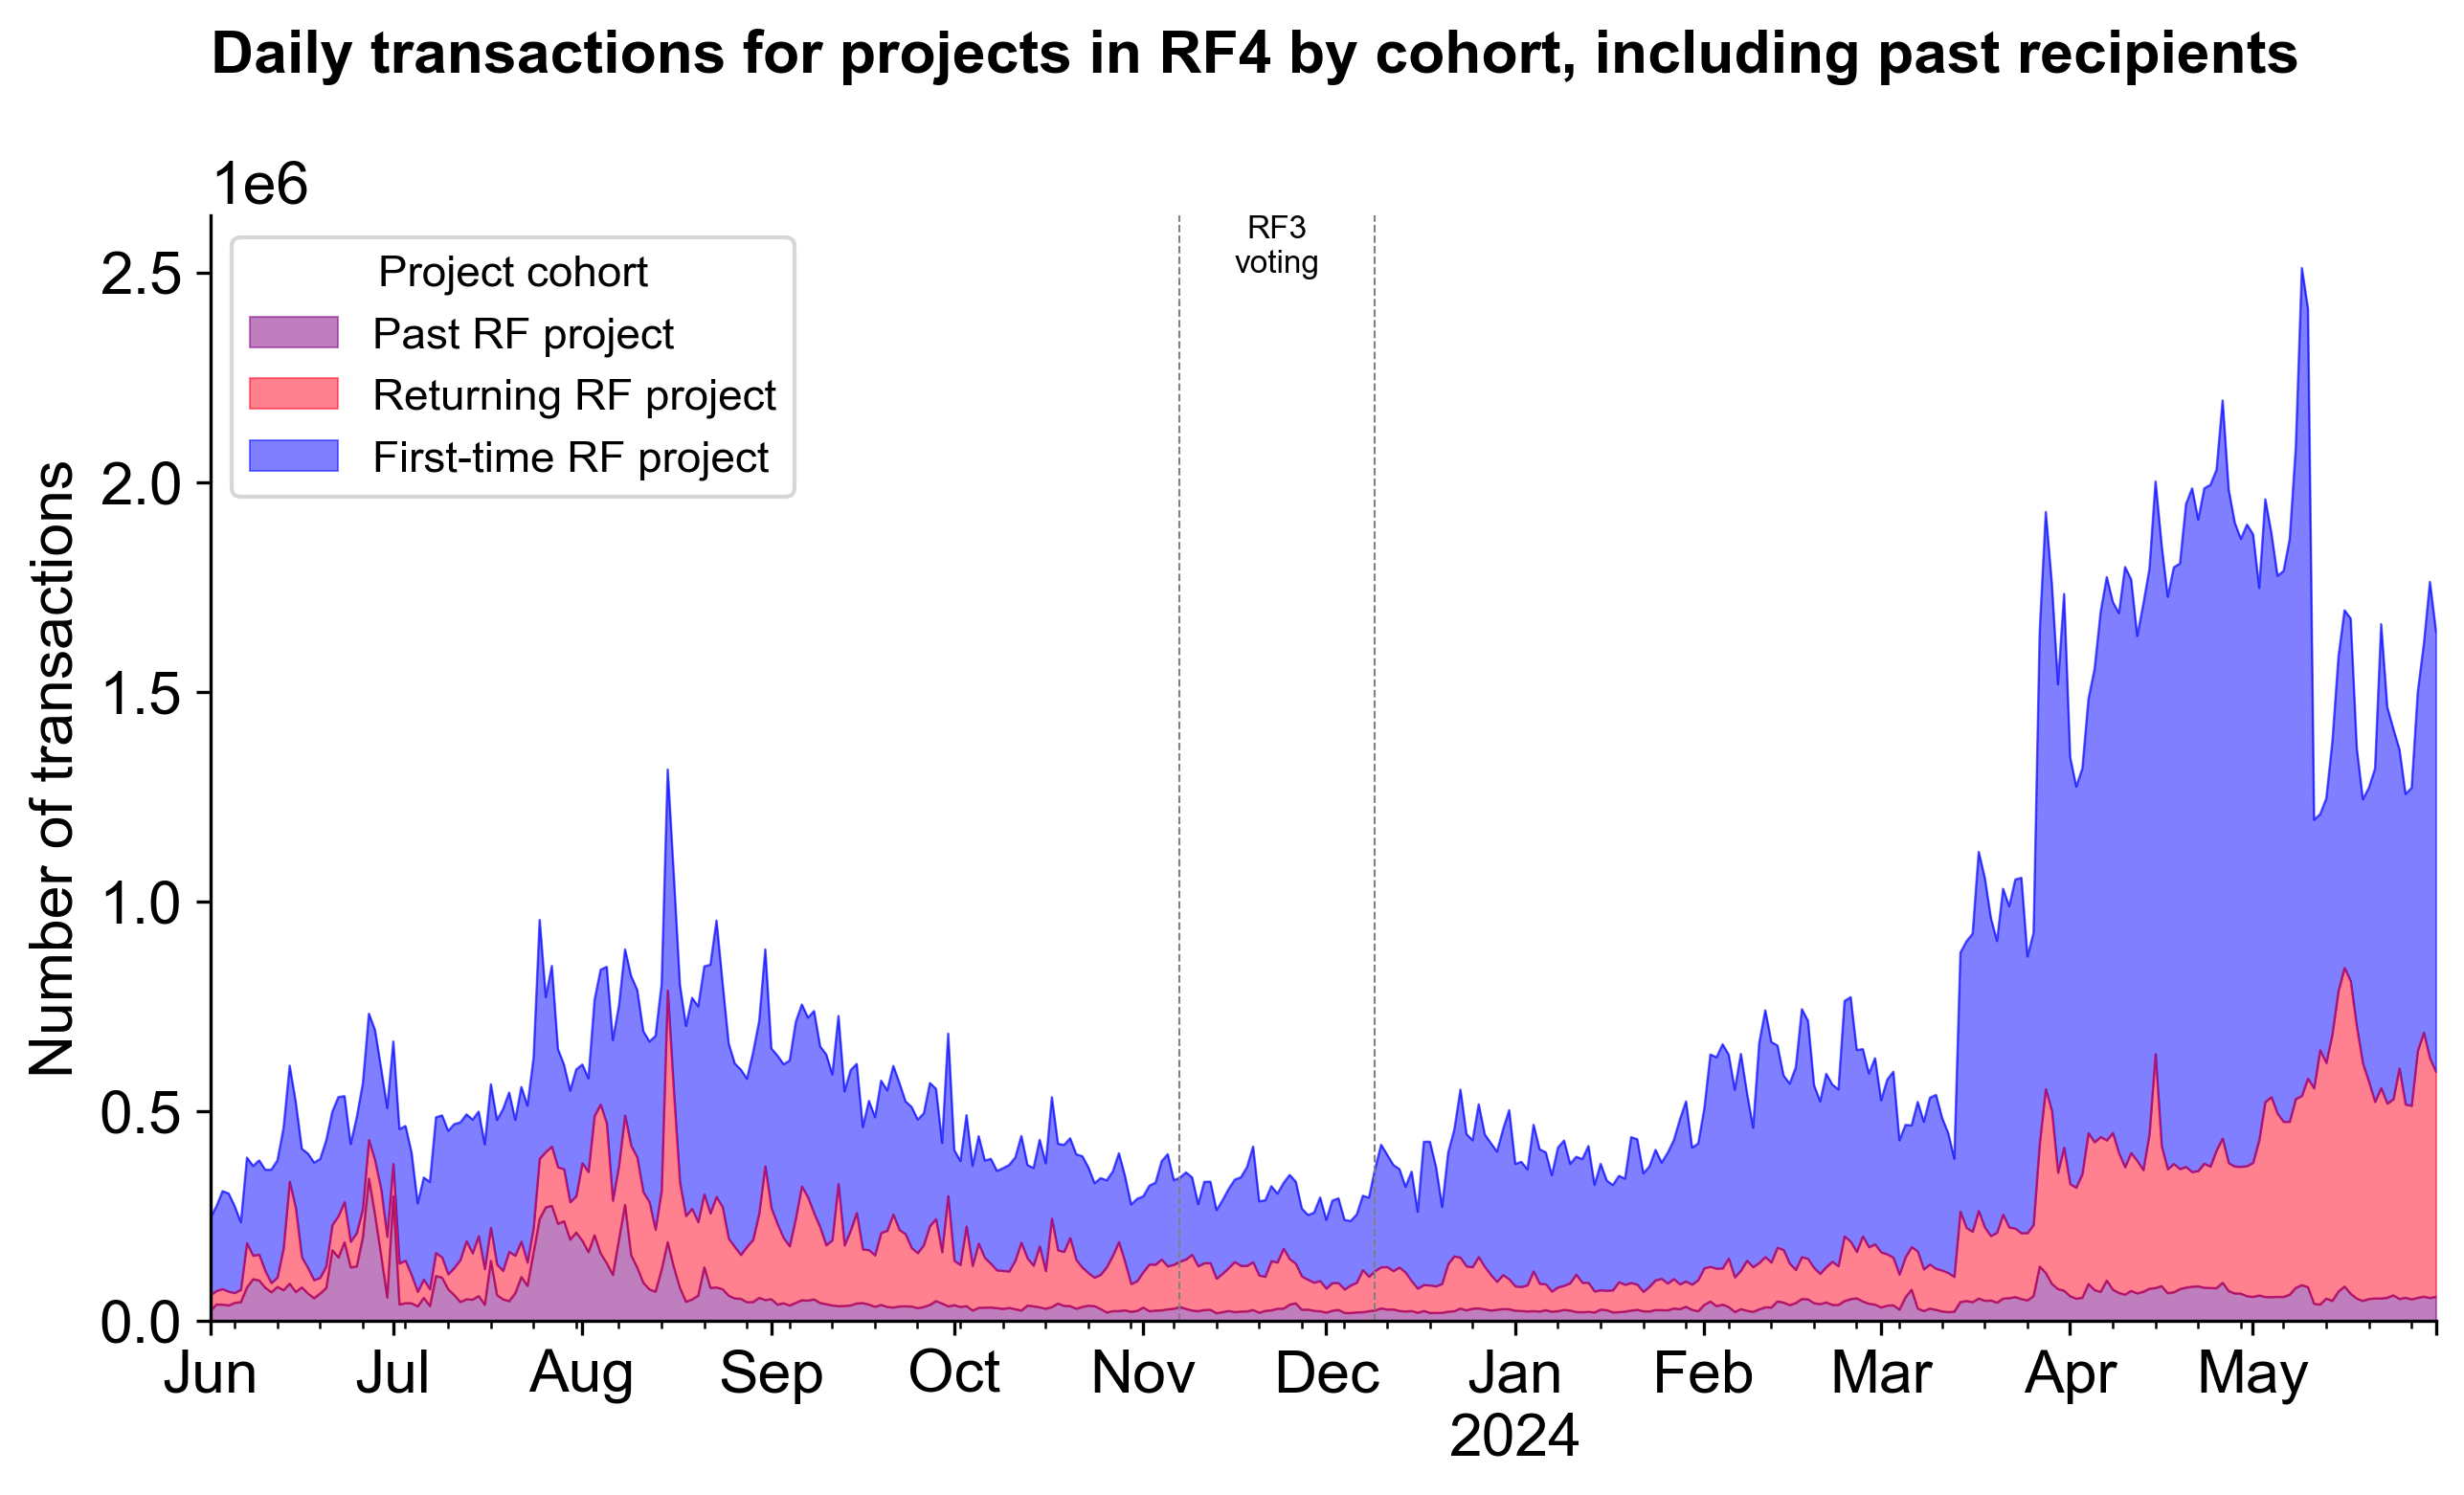 Daily transactions for projects in RF4 by cohort, including past recipients
1e6
RF3
voting
Project cohort
Past RF project
Returning RF project
First-time RF project
Number of transactions
2.5
2.0
1.5
1.0
0.5
0.0
Jun Jul Aug Sep Oct Nov Dec Jan Feb Mar Apr May
2024